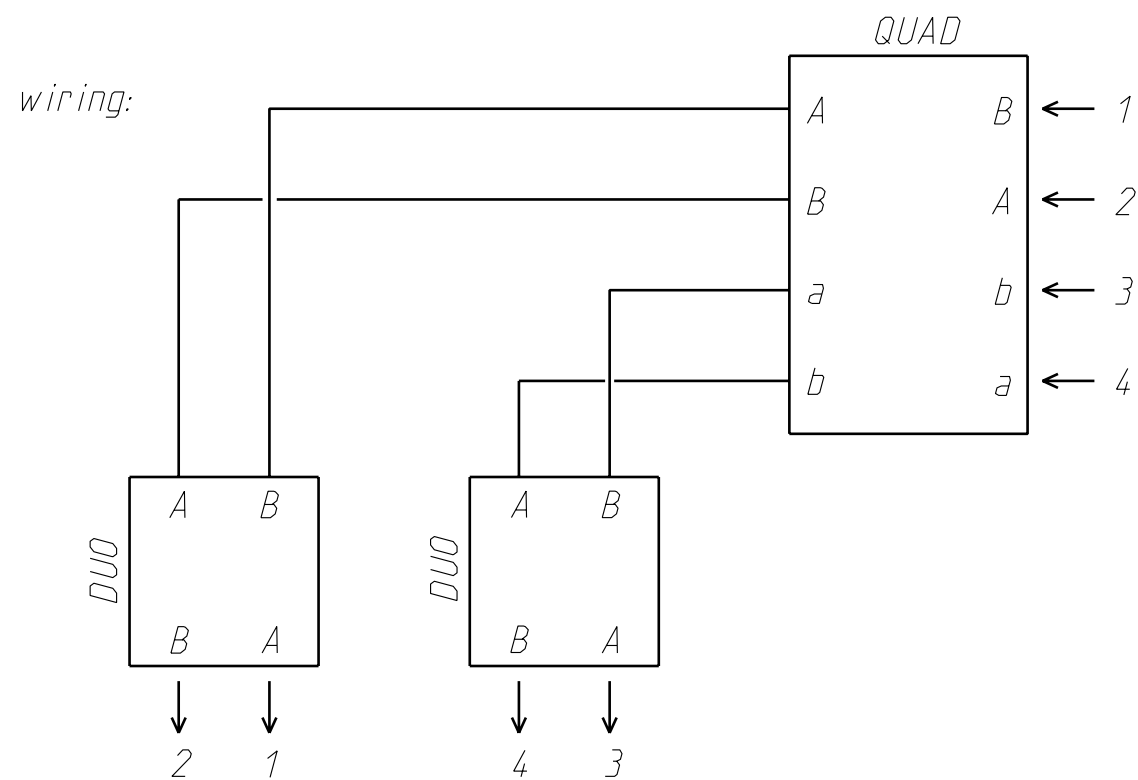 QUAD
wiring:
A B 1
B A 2
a b 3
b a 4
A B A B
DUO DUO
B A B A
2 1 4 3